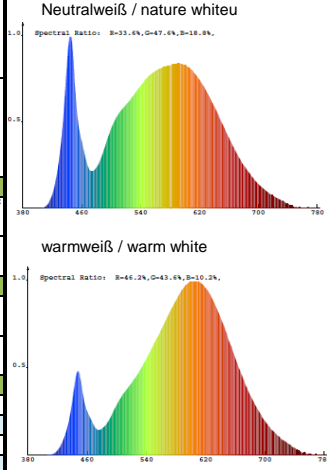 Neutralweiß / nature whiteu
1.0
Spectral Ratio: R=33.6%,G=47.6%,B=18.8%,
0.5
380 460 540 620 700 780
warmweiß / warm white
1.0
Spectral Ratio: R=46.2%,G=43.6%,B=10.2%,
0.5
380 460 540 620 700 78